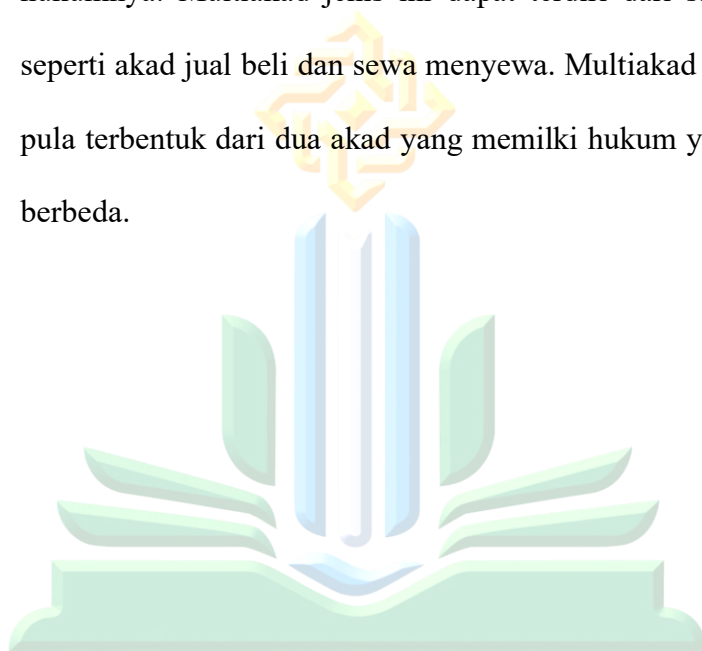 seperti akad jual beli dan sewa menyewa. Multiakad
pula terbentuk dari dua akad yang memilki hukum y
berbeda.